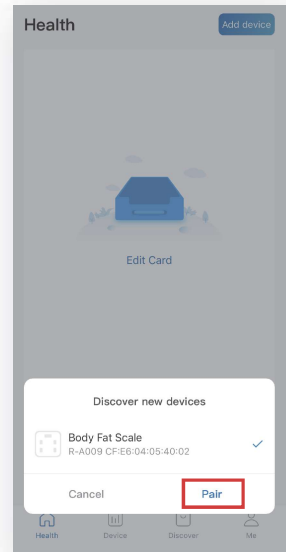 Health
Add device
Edit Card
Discover new devices
Body Fat Scale
R-A009 CF:E6:04:05:40:02
Cancel
Pair
Health
Device
Discover
Me